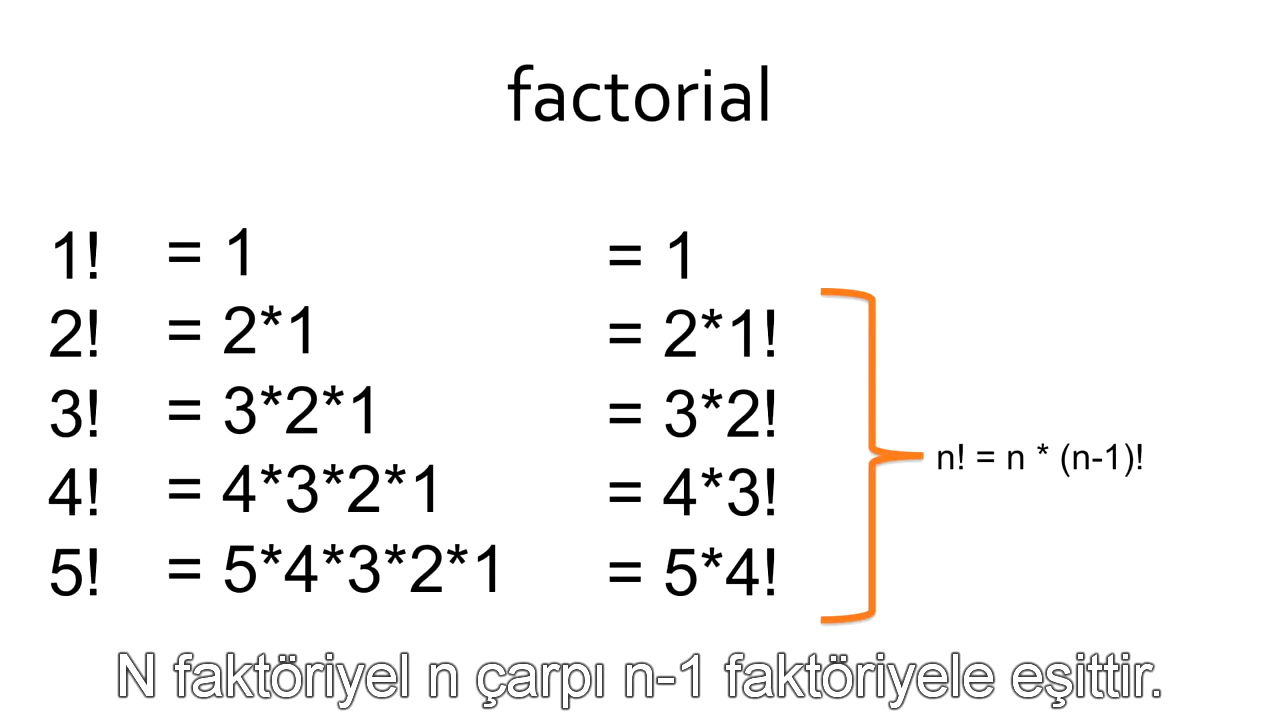 factorial
1! = 1 = 1
2! = 2*1 = 2*1!
3! = 3*2*1 = 3*2!
n! = n * (n-1)!
4! = 4*3*2*1 = 4*3!
5! = 5*4*3*2*1 = 5*4!
N faktöriyel n çarpı n-1 faktöriyele eşittir.